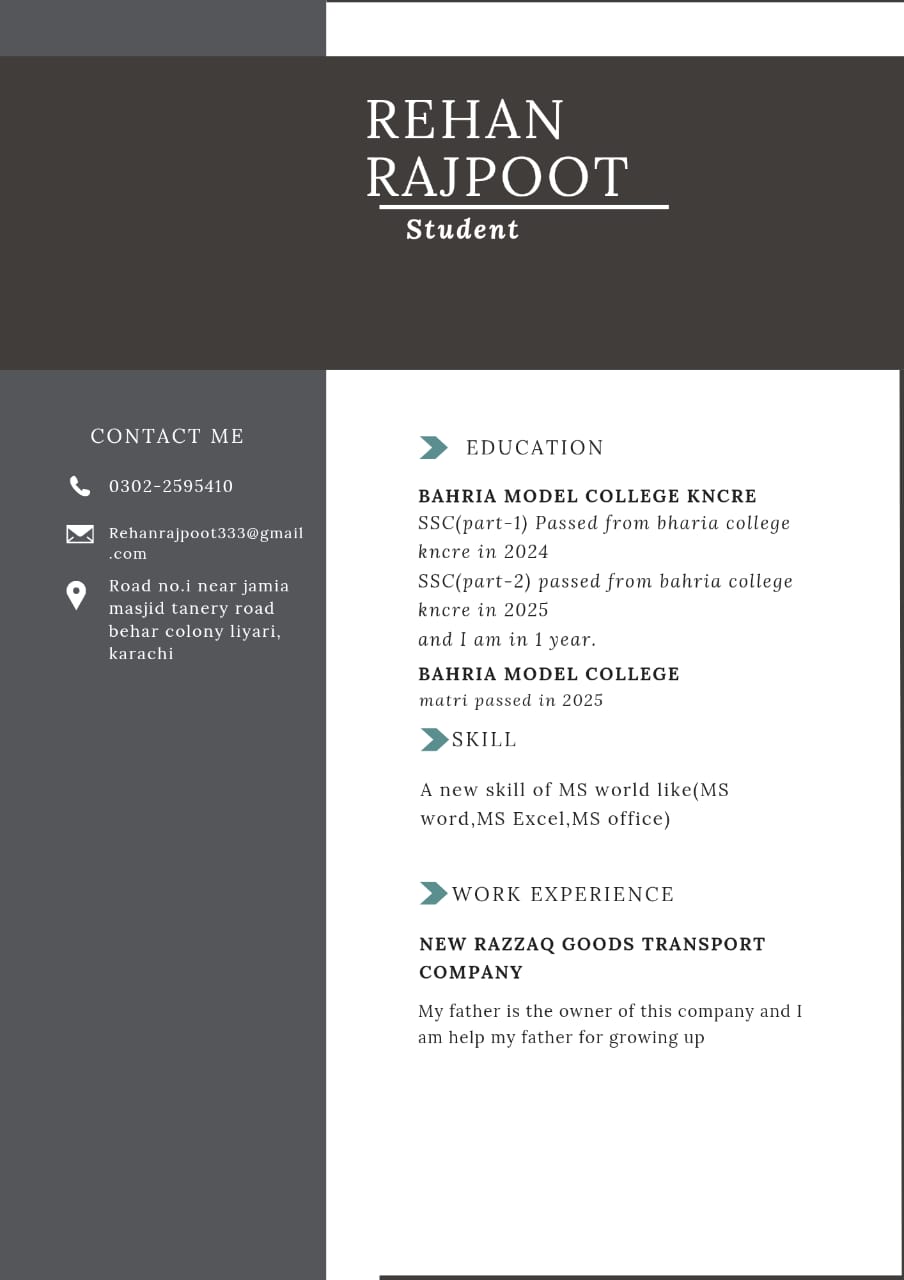 REHAN
RAJPOOT
Student
CONTACT ME
0302-2595410
Rehanrajpoot333@gmail
.com
Road no.i near jamia
masjid tanery road
behar colony liyari,
karachi
EDUCATION
BAHRIA MODEL COLLEGE KNCRE
SSC(part-1) Passed from bharia college
kncre in 2024
SSC(part-2) passed from bahria college
kncre in 2025
and I am in 1 year.
BAHRIA MODEL COLLEGE
matri passed in 2025
SKILL
A new skill of MS world like(MS
word,MS Excel,MS office)
WORK EXPERIENCE
NEW RAZZAQ GOODS TRANSPORT
COMPANY
My father is the owner of this company and I
am help my father for growing up